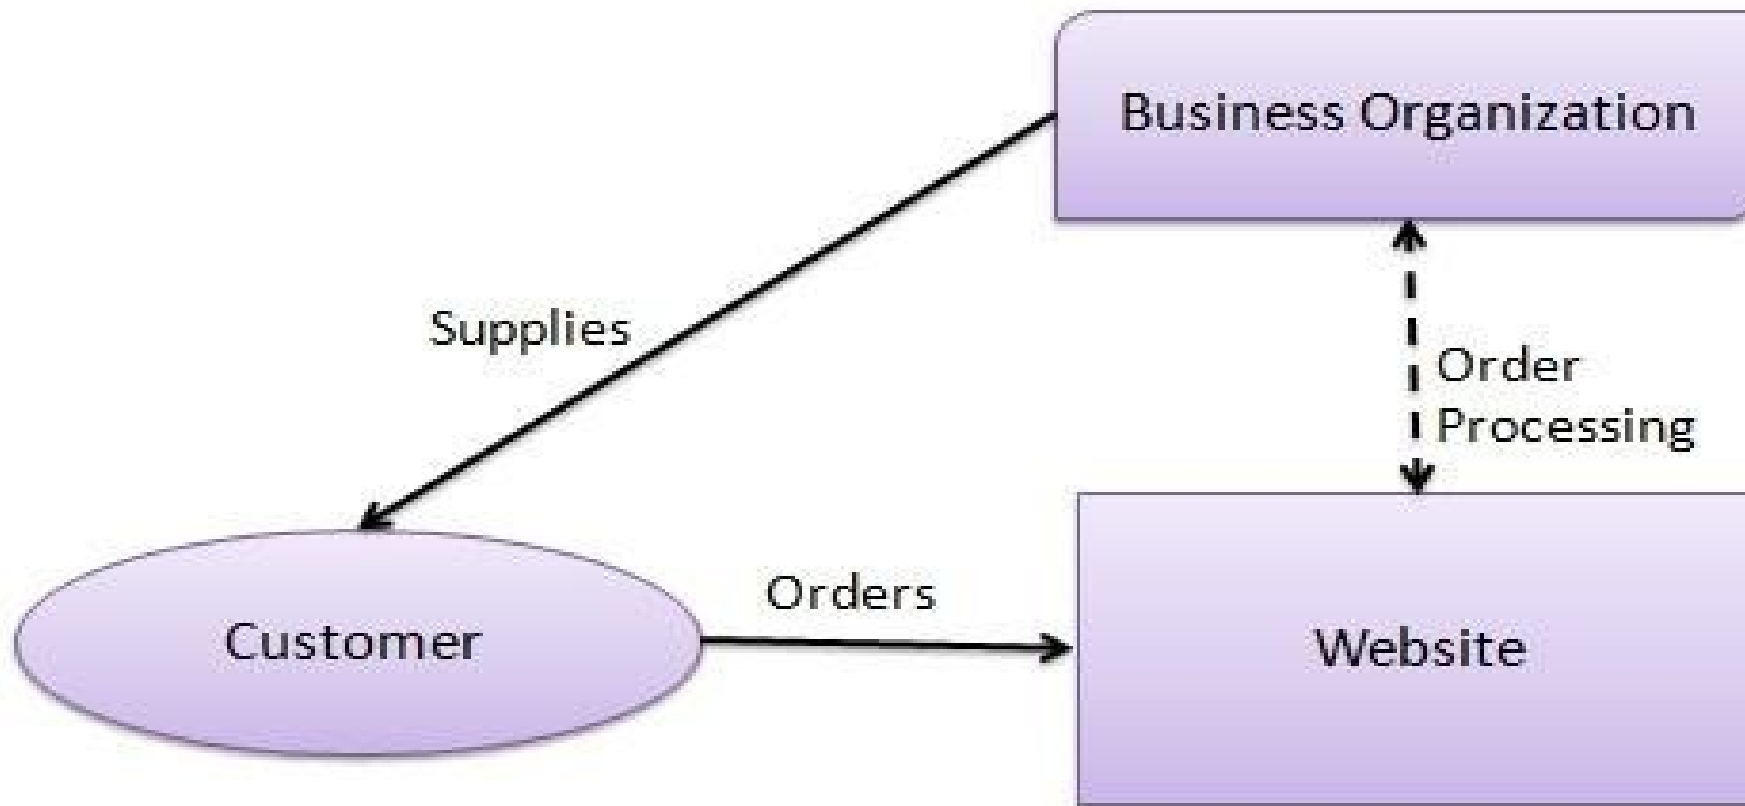 Business Organization
Supplies
Order
Processing
Orders
Customer
Website